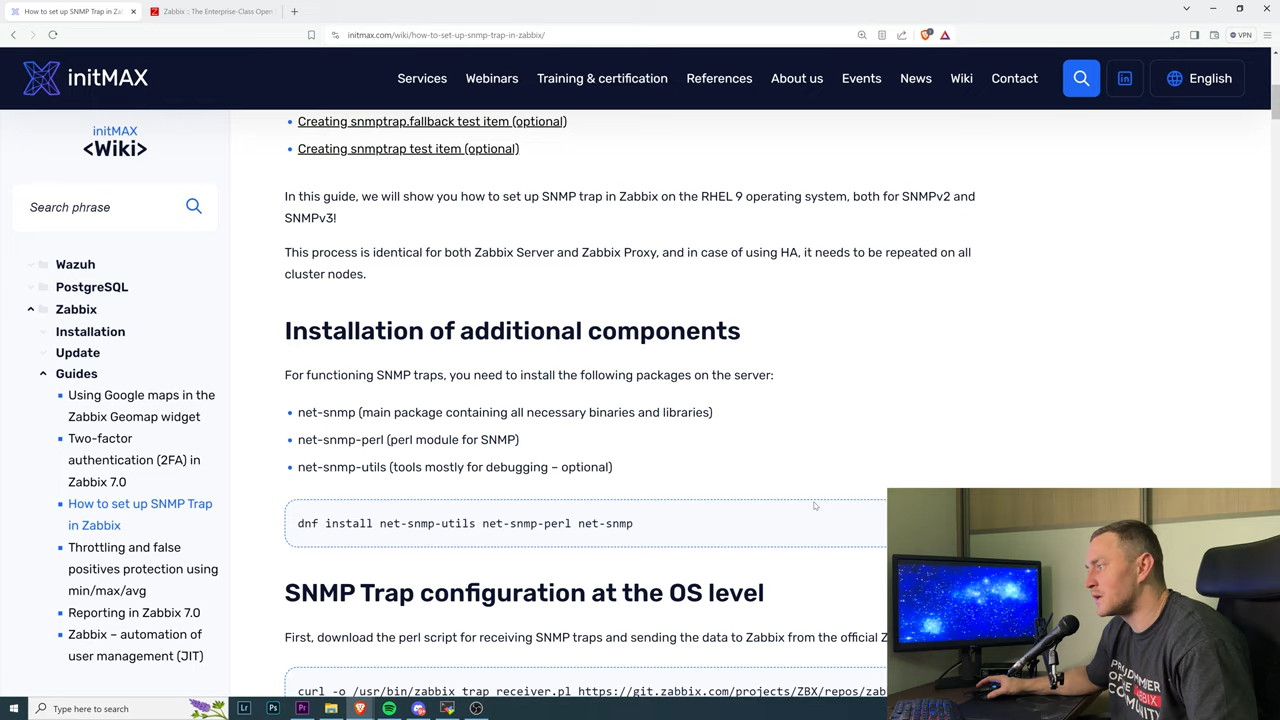 How to set up SNMP Trap in Za
Zabbix :: The Enterprise-Class Open
initmax.com/wiki/how-to-set-up-snmp-trap-in-zabbix/
VPN
initMAX
Services
Webinars
Training & certification
References
About us
Events
News
Wiki
Contact
English
initMAX
<Wiki>
Search phrase
Wazuh
PostgreSQL
Zabbix
Installation
Update
Guides
Using Google maps in the
Zabbix Geomap widget
Two-factor
authentication (2FA) in
Zabbix 7.0
How to set up SNMP Trap
in Zabbix
Throttling and false
positives protection using
min/max/avg
Reporting in Zabbix 7.0
Zabbix – automation of
user management (JIT)
Creating snmptrap.fallback test item (optional)
Creating snmptrap test item (optional)
In this guide, we will show you how to set up SNMP trap in Zabbix on the RHEL 9 operating system, both for SNMPv2 and
SNMPv3!
This process is identical for both Zabbix Server and Zabbix Proxy, and in case of using HA, it needs to be repeated on all
cluster nodes.
Installation of additional components
For functioning SNMP traps, you need to install the following packages on the server:
net-snmp (main package containing all necessary binaries and libraries)
net-snmp-perl (perl module for SNMP)
net-snmp-utils (tools mostly for debugging – optional)
dnf install net-snmp-utils net-snmp-perl net-snmp
SNMP Trap configuration at the OS level
First, download the perl script for receiving SNMP traps and sending the data to Zabbix from the official Z
curl -o /usr/bin/zabbix_trap_receiver.pl https://git.zabbix.com/projects/ZBX/repos/zab
ZABBIX
COMMUNITY
Type here to search
Lr
Ps
Pr